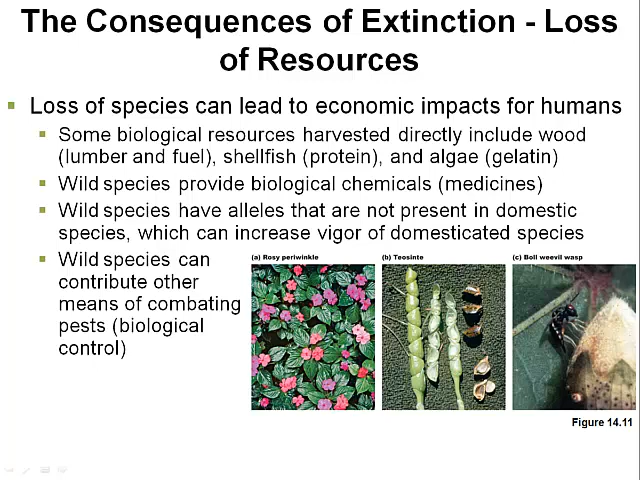 The Consequences of Extinction - Loss
of Resources
Loss of species can lead to economic impacts for humans
Some biological resources harvested directly include wood
(lumber and fuel), shellfish (protein), and algae (gelatin)
Wild species provide biological chemicals (medicines)
Wild species have alleles that are not present in domestic
species, which can increase vigor of domesticated species
Wild species can
contribute other
means of combating
pests (biological
control)
(a) Rosy periwinkle
(b) Teosinte
(c) Boll weevil wasp
Figure 14.11